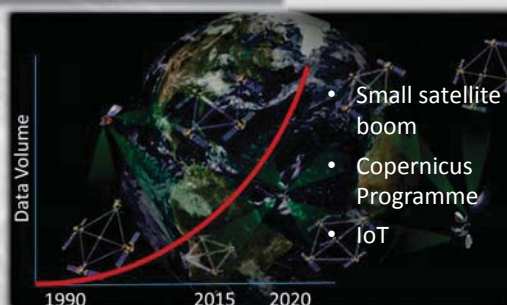 Data Volume
• Small satellite
boom
• Copernicus
Programme
• IoT
1990 2015 2020